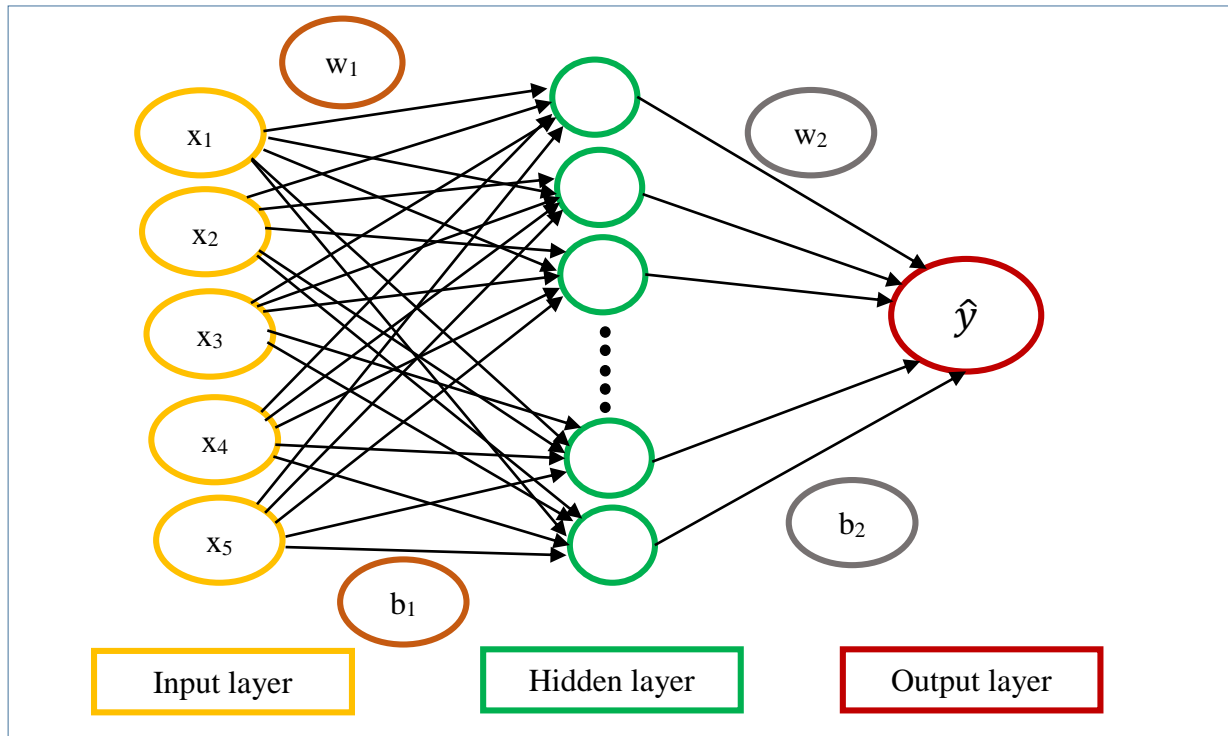 w₁
x₁
w₂
x₂
x₃
ŷ
x₄
x₅
b₂
b₁
Input layer
Hidden layer
Output layer